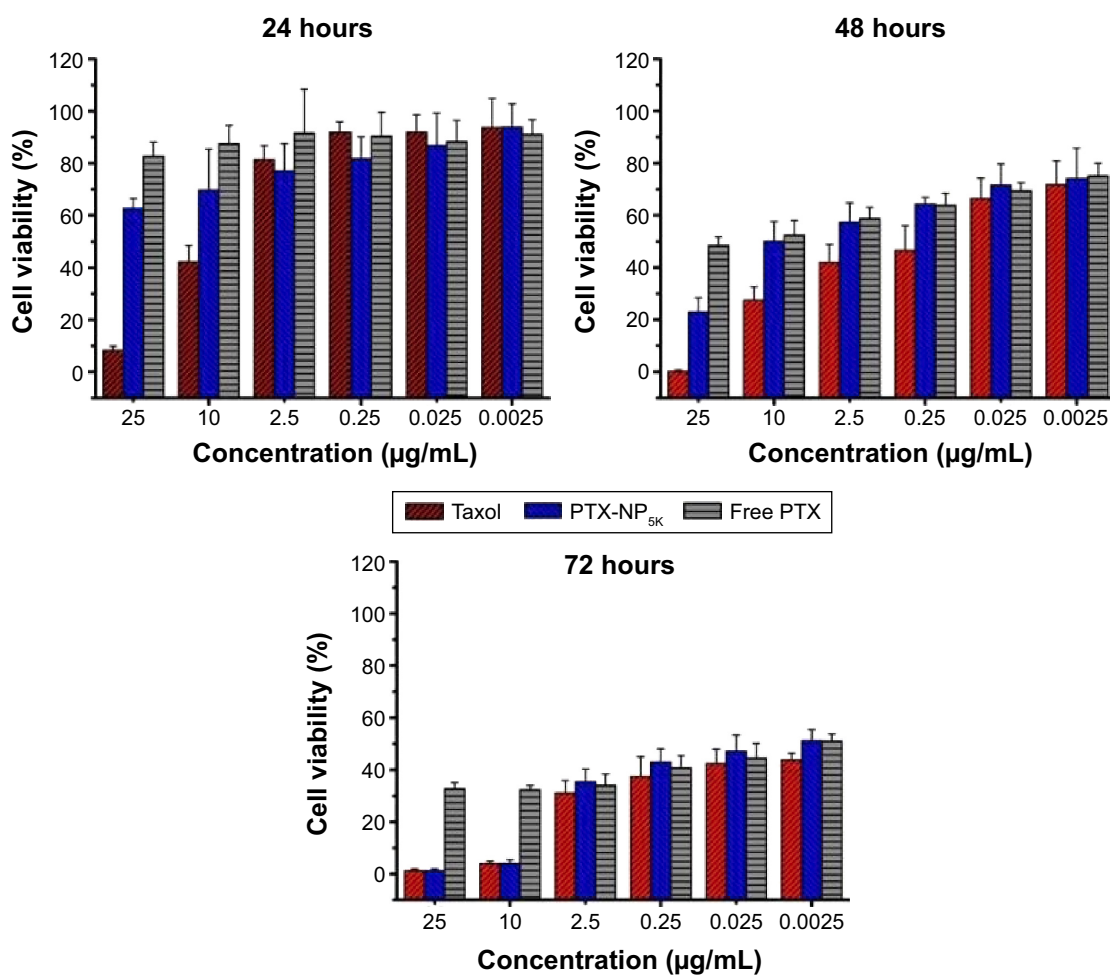 24 hours
Cell viability (%)
120
100
80
60
40
20
0
25 10 2.5 0.25 0.025 0.0025
Concentration (µg/mL)
48 hours
Cell viability (%)
120
100
80
60
40
20
0
25 10 2.5 0.25 0.025 0.0025
Concentration (µg/mL)
Taxol PTX-NP5K Free PTX
72 hours
Cell viability (%)
120
100
80
60
40
20
0
25 10 2.5 0.25 0.025 0.0025
Concentration (µg/mL)